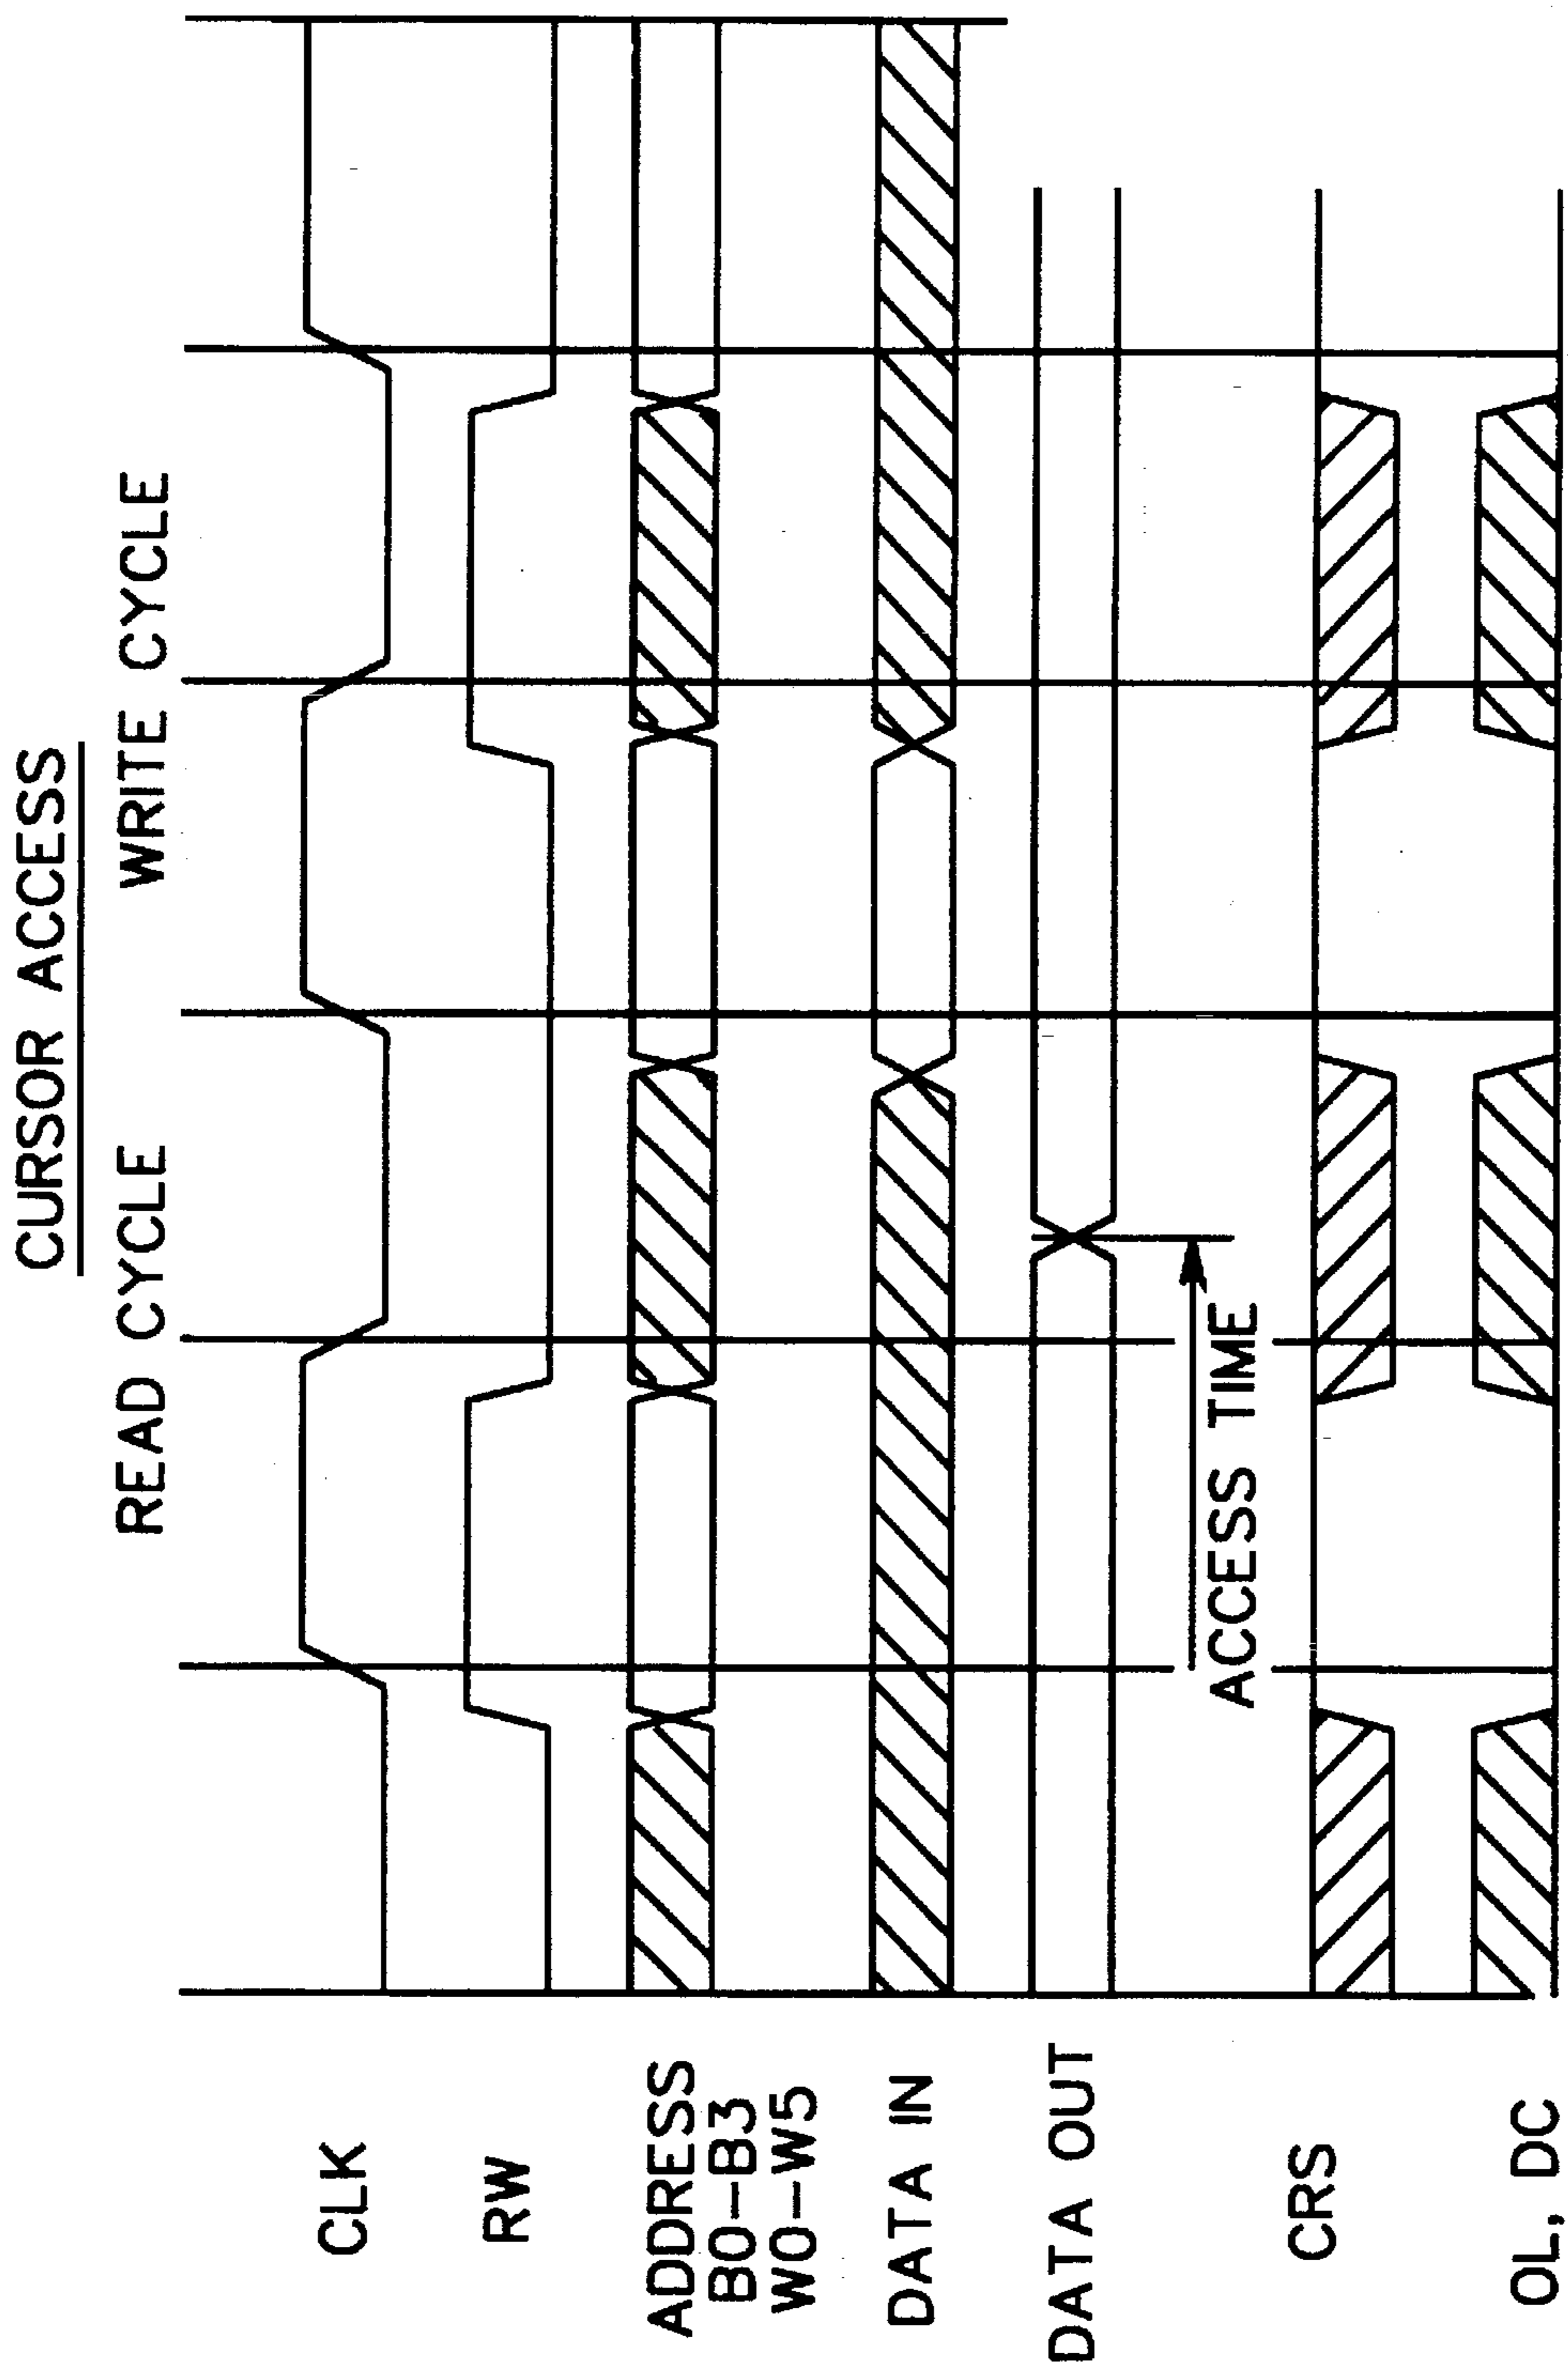 CURSOR ACCESS
READ CYCLE
WRITE CYCLE
CLK
RW
ADDRESS
B0-B3
W0-W5
DATA IN
DATA OUT
ACCESS TIME
CRS
OL, DC